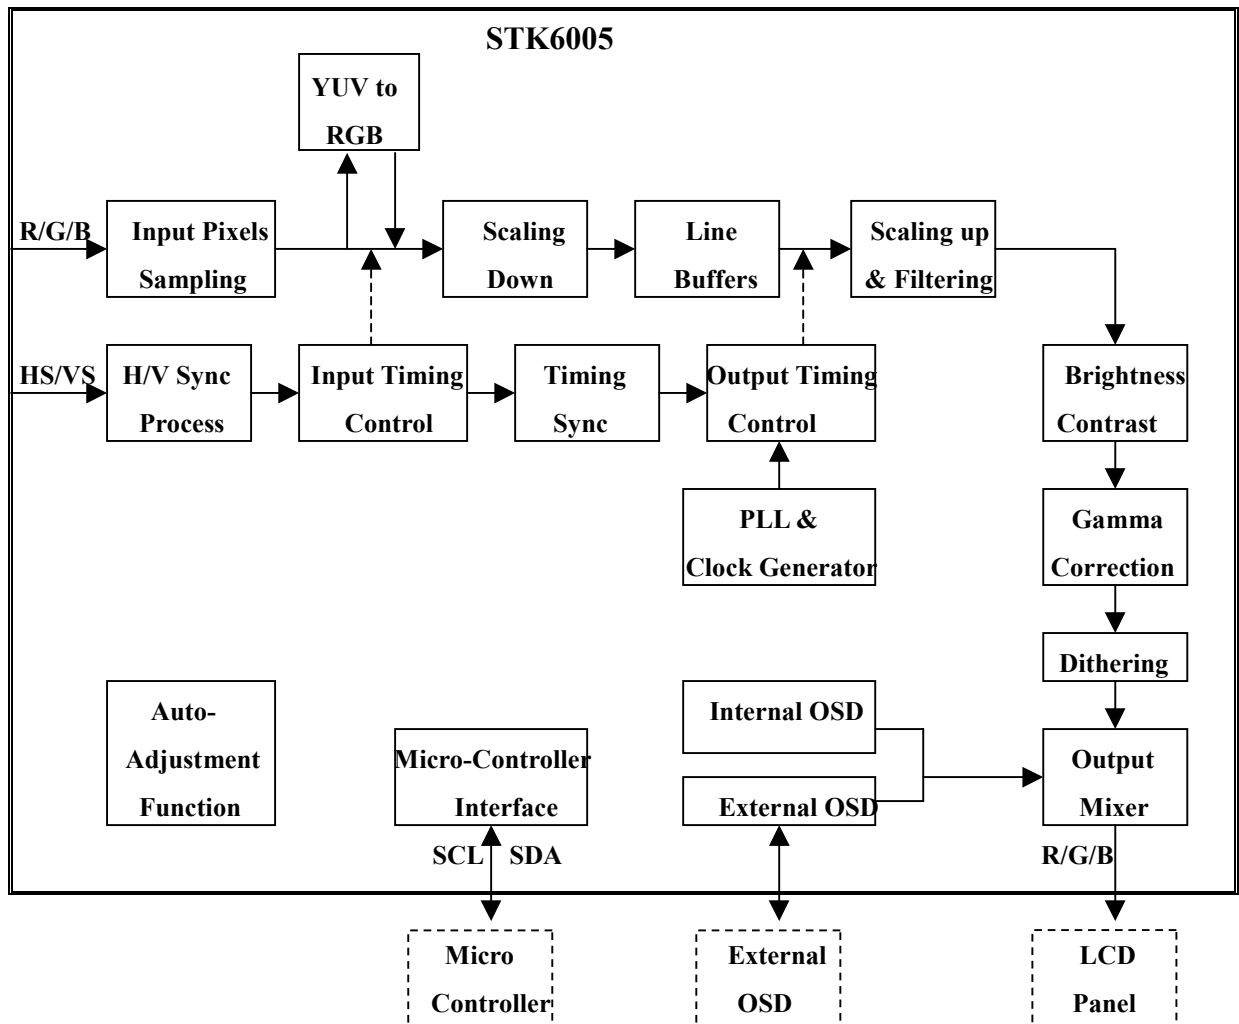 STK6005
YUV to
RGB
R/G/B
Input Pixels
Sampling
Scaling
Down
Line
Buffers
Scaling up
& Filtering
HS/VS
H/V Sync
Process
Input Timing
Control
Timing
Sync
Output Timing
Control
Brightness
Contrast
PLL &
Clock Generator
Gamma
Correction
Dithering
Auto-
Adjustment
Function
Micro-Controller
Interface
Internal OSD
External OSD
Output
Mixer
SCL
SDA
R/G/B
Micro
Controller
External
OSD
LCD
Panel